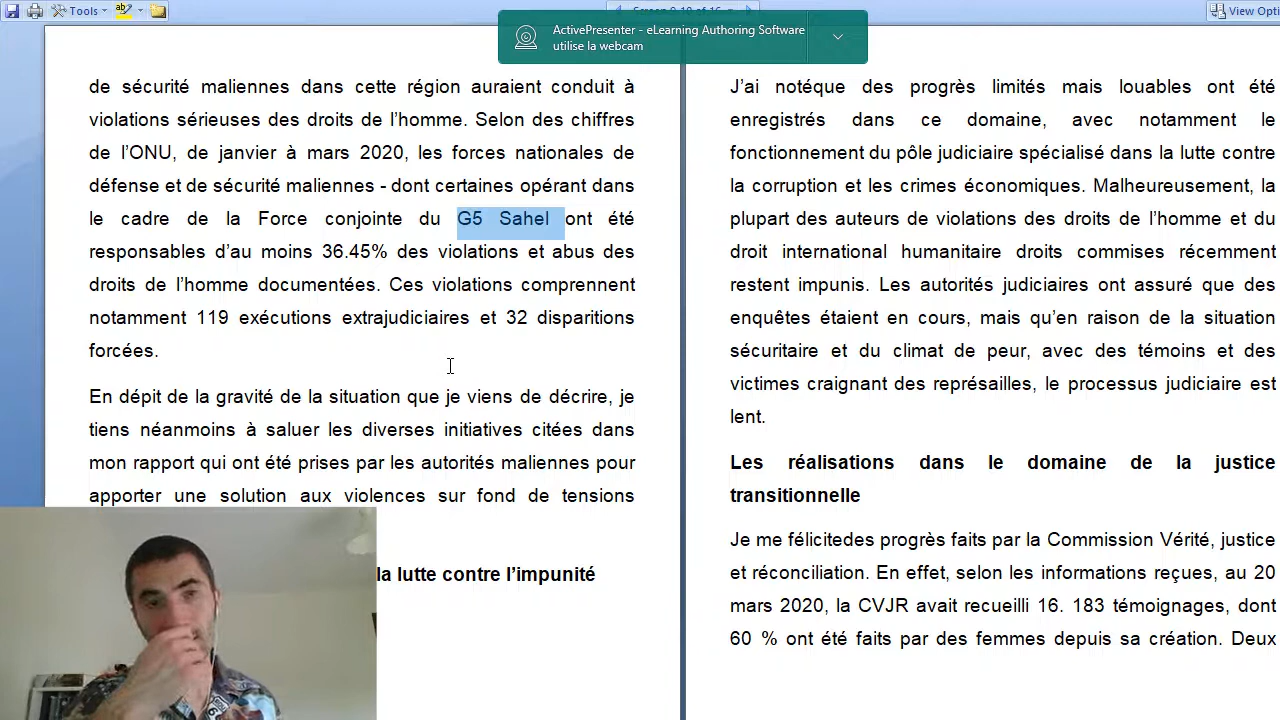 Tools
View Opti
ActivePresenter - eLearning Authoring Software
utilise la webcam
de sécurité maliennes dans cette région auraient conduit à
violations sérieuses des droits de l’homme. Selon des chiffres
de l’ONU, de janvier à mars 2020, les forces nationales de
défense et de sécurité maliennes - dont certaines opérant dans
le cadre de la Force conjointe du G5 Sahel ont été
responsables d’au moins 36.45% des violations et abus des
droits de l’homme documentées. Ces violations comprennent
notamment 119 exécutions extrajudiciaires et 32 disparitions
forcées.
En dépit de la gravité de la situation que je viens de décrire, je
tiens néanmoins à saluer les diverses initiatives citées dans
mon rapport qui ont été prises par les autorités maliennes pour
apporter une solution aux violences sur fond de tensions
la lutte contre l’impunité
J’ai notéque des progrès limités mais louables ont été
enregistrés dans ce domaine, avec notamment le
fonctionnement du pôle judiciaire spécialisé dans la lutte contre
la corruption et les crimes économiques. Malheureusement, la
plupart des auteurs de violations des droits de l’homme et du
droit international humanitaire droits commises récemment
restent impunis. Les autorités judiciaires ont assuré que des
enquêtes étaient en cours, mais qu’en raison de la situation
sécuritaire et du climat de peur, avec des témoins et des
victimes craignant des représailles, le processus judiciaire est
lent.
Les réalisations dans le domaine de la justice
transitionnelle
Je me félicitedes progrès faits par la Commission Vérité, justice
et réconciliation. En effet, selon les informations reçues, au 20
mars 2020, la CVJR avait recueilli 16. 183 témoignages, dont
60 % ont été faits par des femmes depuis sa création. Deux